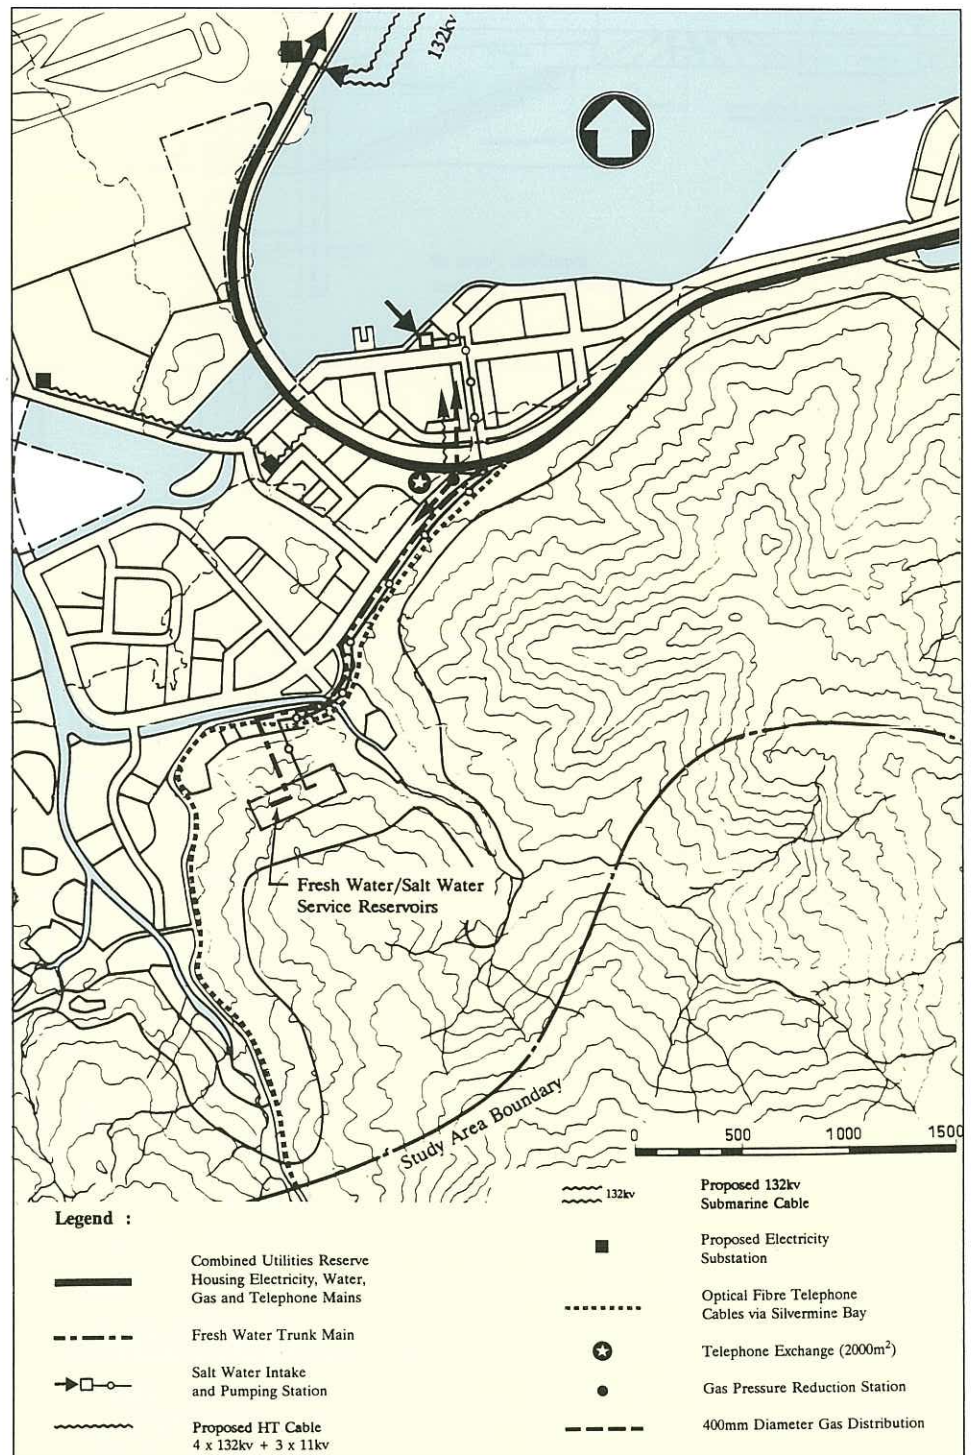 132kv
Fresh Water/Salt Water
Service Reservoirs
Study Area Boundary
0 500 1000 1500
Legend :
Combined Utilities Reserve
Housing Electricity, Water,
Gas and Telephone Mains
Fresh Water Trunk Main
Salt Water Intake
and Pumping Station
Proposed HT Cable
4 x 132kv + 3 x 11kv
132kv
Proposed 132kv
Submarine Cable
Proposed Electricity
Substation
Optical Fibre Telephone
Cables via Silvermine Bay
Telephone Exchange (2000m²)
Gas Pressure Reduction Station
400mm Diameter Gas Distribution